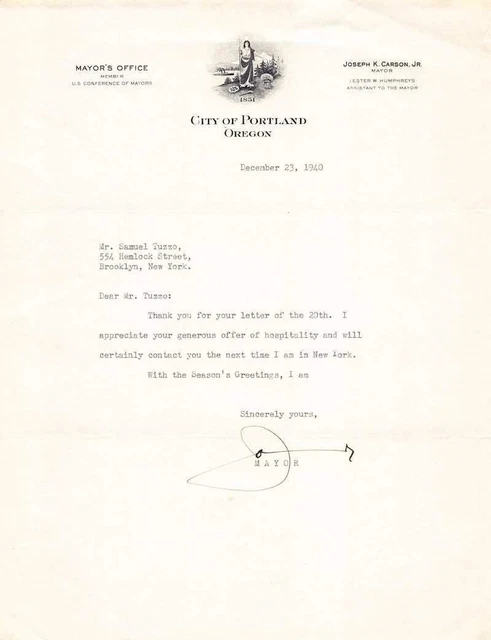 MAYOR'S OFFICE
MEMBER
U.S. CONFERENCE OF MAYORS
1851
JOSEPH K. CARSON, JR.
MAYOR
LESTER W. HUMPHREYS
ASSISTANT TO THE MAYOR
CITY OF PORTLAND
OREGON
December 23, 1940
Mr. Samuel Tuzzo,
554 Hemlock Street,
Brooklyn, New York.
Dear Mr. Tuzzo:
Thank you for your letter of the 20th. I
appreciate your generous offer of hospitality and will
certainly contact you the next time I am in New York.
With the Season's Greetings, I am
Sincerely yours,
MAYOR